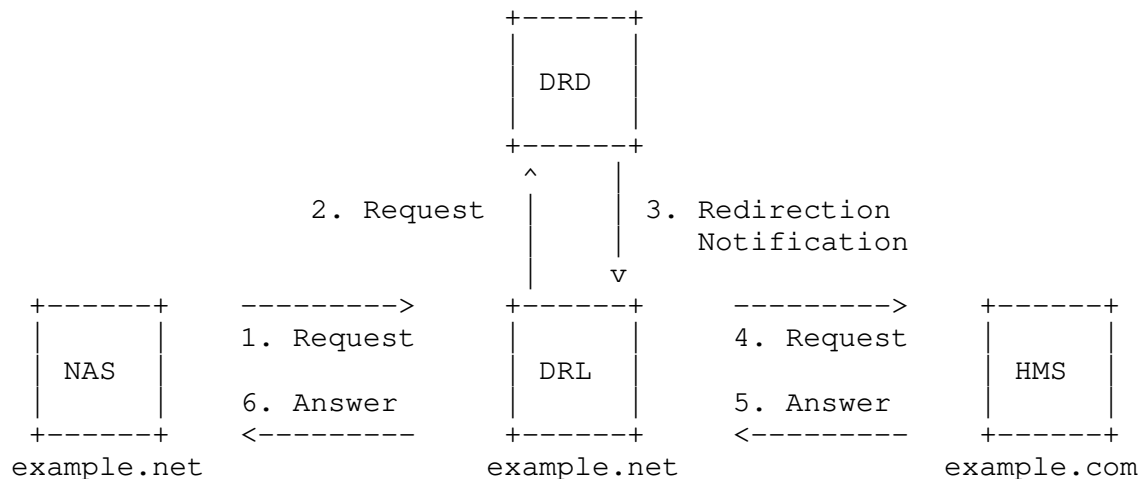 DRD
2. Request
3. Redirection
Notification
1. Request
4. Request
NAS
DRL
HMS
6. Answer
5. Answer
example.net
example.net
example.com